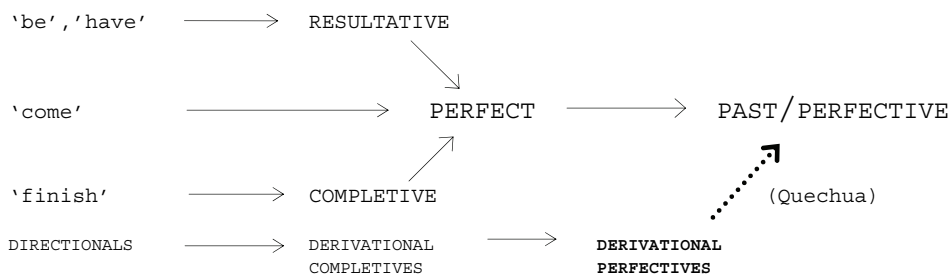 ‘be’,’have’ RESULTATIVE
‘come’ PERFECT PAST/PERFECTIVE
‘finish’ COMPLETIVE (Quechua)
DIRECTIONALS DERIVATIONAL DERIVATIONAL
COMPLETIVES PERFECTIVES